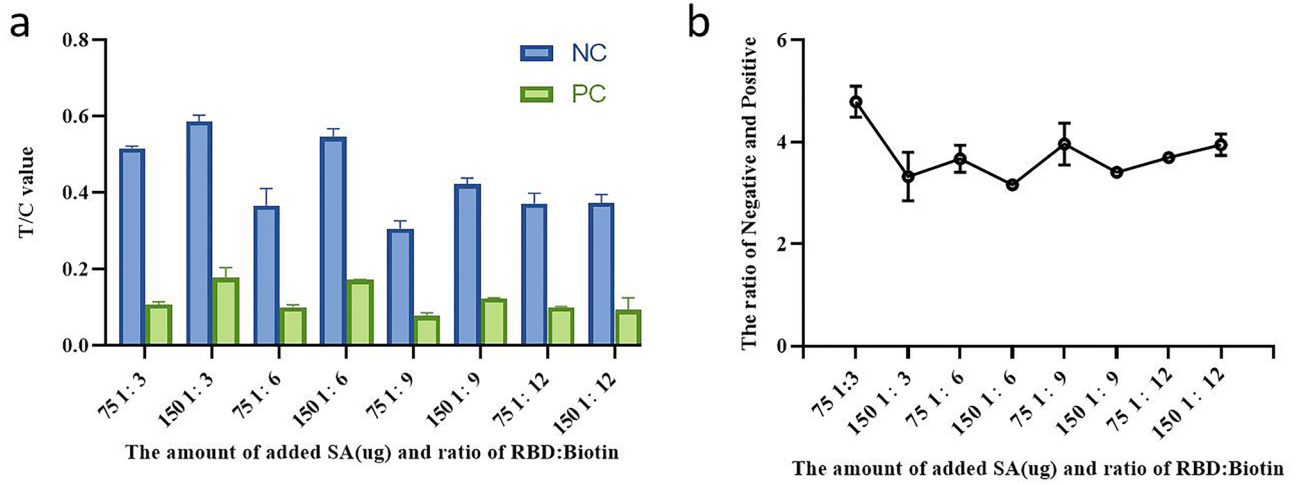 a
T/C value
0.8
0.6
0.4
0.2
0.0
NC
PC
75 1: 3
150 1: 3
75 1: 6
150 1: 6
75 1: 9
150 1: 9
75 1: 12
150 1: 12
The amount of added SA(ug) and ratio of RBD:Biotin
b
The ratio of Negative and Positive
6
4
2
0
75 1:3
150 1: 3
75 1: 6
150 1: 6
75 1: 9
150 1: 9
75 1: 12
150 1: 12
The amount of added SA(ug) and ratio of RBD:Biotin